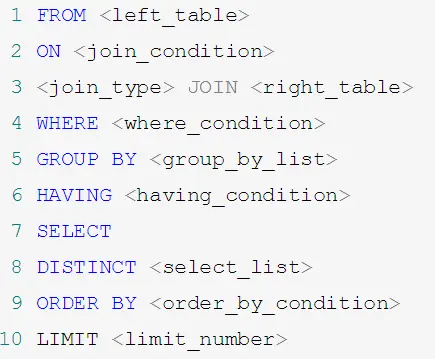 1 FROM <left_table>
2 ON <join_condition>
3 <join_type> JOIN <right_table>
4 WHERE <where_condition>
5 GROUP BY <group_by_list>
6 HAVING <having_condition>
7 SELECT
8 DISTINCT <select_list>
9 ORDER BY <order_by_condition>
10 LIMIT <limit_number>